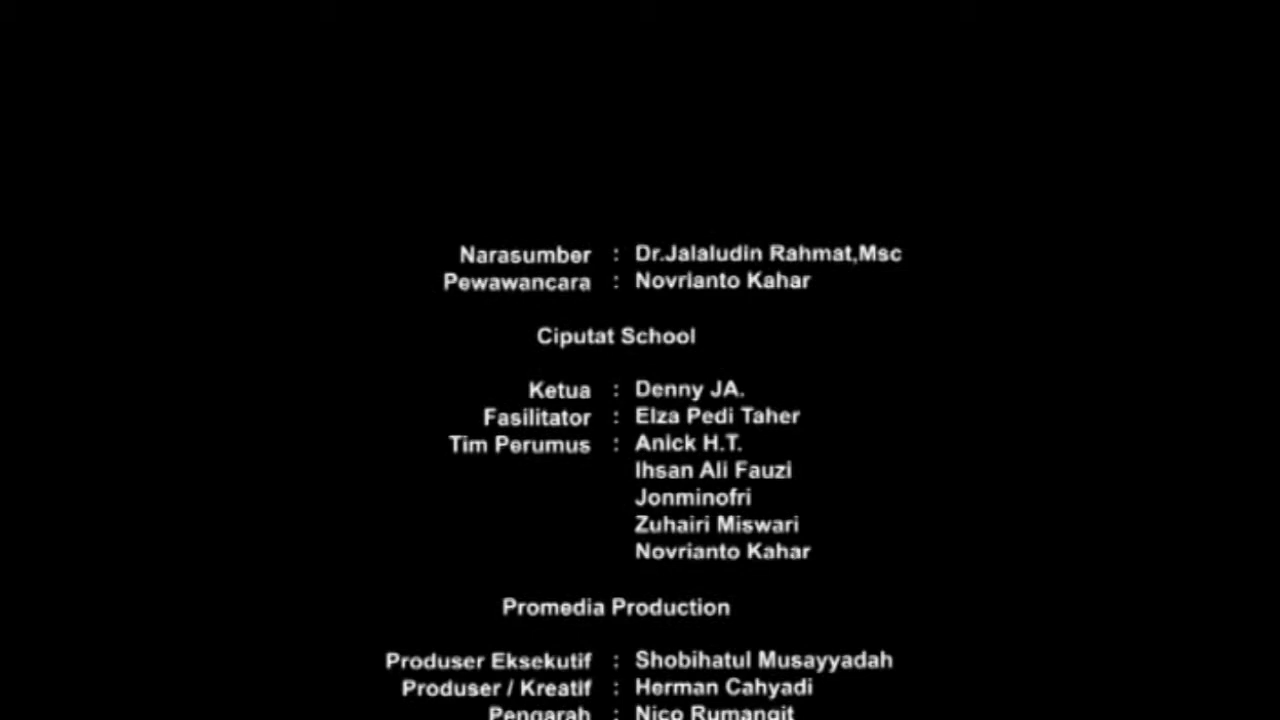 Narasumber : Dr.Jalaludin Rahmat,Msc
Pewawancara : Novrianto Kahar
Ciputat School
Ketua : Denny JA.
Fasilitator : Elza Pedi Taher
Tim Perumus : Anick H.T.
Ihsan Ali Fauzi
Jonminofri
Zuhairi Miswari
Novrianto Kahar
Promedia Production
Produser Eksekutif : Shobihatul Musayyadah
Produser / Kreatif : Herman Cahyadi
Pengarah : Nico Rumangit